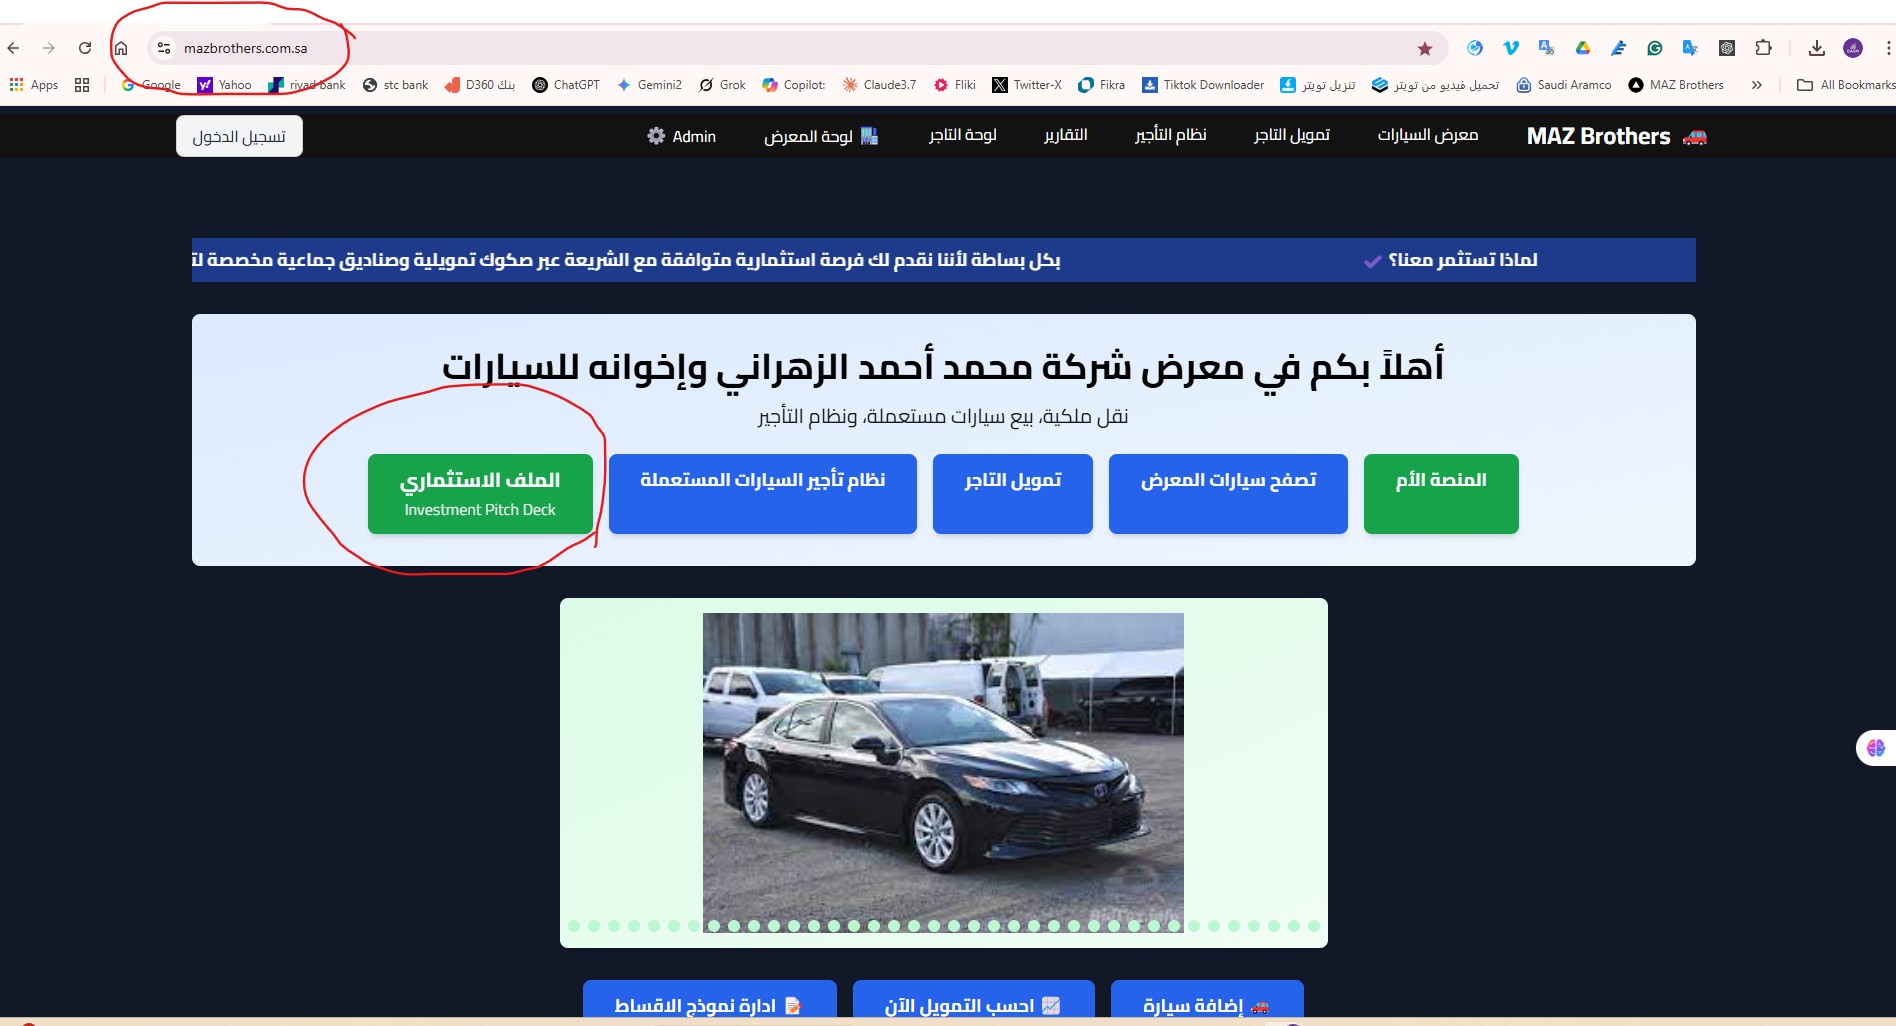 mazbrothers.com.sa
Apps
Google
Yahoo
riyad bank
stc bank
بنك D360
ChatGPT
Gemini2
Grok
Copilot:
Claude3.7
Fliki
Twitter-X
Fikra
Tiktok Downloader
تنزيل تويتر
تحميل فيديو من تويتر
Saudi Aramco
MAZ Brothers
»
All Bookmarks
MAZ Brothers
معرض السيارات
تمويل التاجر
نظام التأجير
التقارير
لوحة التاجر
لوحة المعرض
Admin
تسجيل الدخول
لماذا تستثمر معنا؟ ✔
بكل بساطة لأننا نقدم لك فرصة استثمارية متوافقة مع الشريعة عبر صكوك تمويلية وصناديق جماعية مخصصة
أهلاً بكم في معرض شركة محمد أحمد الزهراني وإخوانه للسيارات
نقل ملكية، بيع سيارات مستعملة، ونظام التأجير
المنصة الأم
تصفح سيارات المعرض
تمويل التاجر
نظام تأجير السيارات المستعملة
الملف الاستثماري
Investment Pitch Deck
إضافة سيارة
احسب التمويل الآن
ادارة نموذج الاقساط